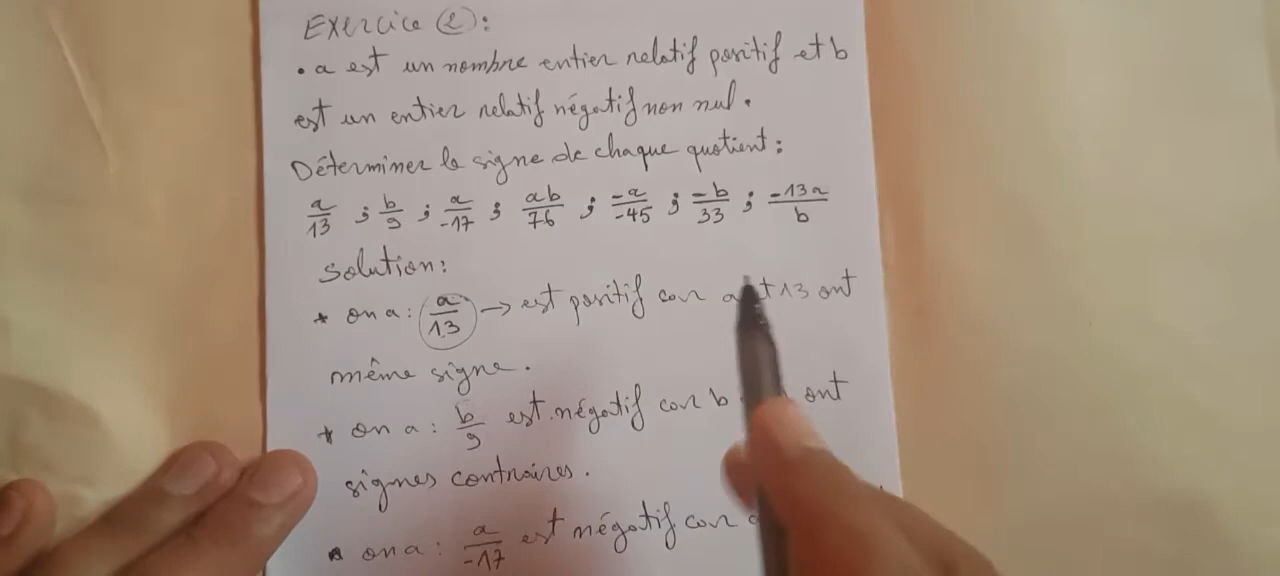 Exercice (2):
• a est un nombre entier relatif positif et b
est un entier relatif négatif non nul.
Déterminer le signe de chaque quotient:
a/13 ; b/9 ; a/-17 ; ab/76 ; -a/-45 ; -b/33 ; -13a/b
Solution:
* on a: a/13 → est positif car a et 13 ont
même signe.
* on a: b/9 est négatif car b ont
signes contraires.
* on a: a/-17 est négatif car